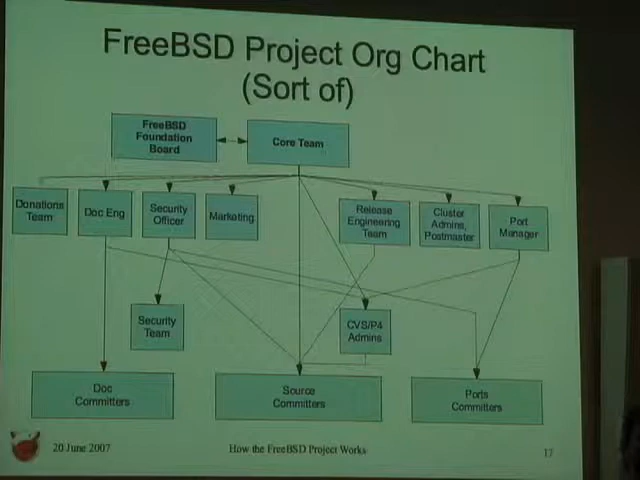 FreeBSD Project Org Chart
(Sort of)
FreeBSD
Foundation
Board
Core Team
Donations
Team
Doc Eng
Security
Officer
Marketing
Release
Engineering
Team
Cluster
Admins,
Postmaster
Port
Manager
Security
Team
CVS/P4
Admins
Doc
Committers
Source
Committers
Ports
Committers
20 June 2007
How the FreeBSD Project Works
17